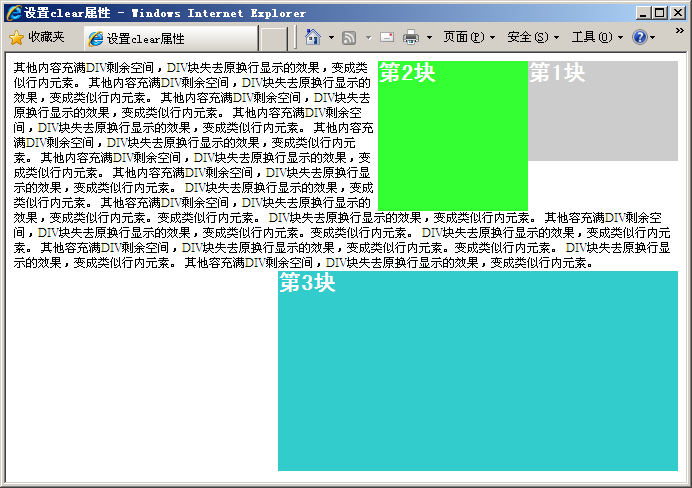 设置clear属性 - Windows Internet Explorer
收藏夹
设置clear属性
页面(P)
安全(S)
工具(O)
»
第2块
第1块
其他内容充满DIV剩余空间，DIV块失去原换行显示的效果，变成类
似行内元素。 其他内容充满DIV剩余空间，DIV块失去原换行显示
的效果，变成类似行内元素。 其他内容充满DIV剩余空间，DIV块
失去原换行显示的效果，变成类似行内元素。 其他内容充满DIV剩余空
间，DIV块失去原换行显示的效果，变成类似行内元素。 其他内容充
满DIV剩余空间，DIV块失去原换行显示的效果，变成类似行内元
素。 其他内容充满DIV剩余空间，DIV块失去原换行显示的效果，变
成类似行内元素。 其他内容充满DIV剩余空间，DIV块失去原换行显
示的效果，变成类似行内元素。 DIV块失去原换行显示的效果，变成类
似行内元素。 其他内容充满DIV剩余空间，DIV块失去原换行显示的
效果，变成类似行内元素。变成类似行内元素。 DIV块失去原换行显示的效果，变成类似行内元素。 其他内容充满DIV剩余空
间，DIV块失去原换行显示的效果，变成类似行内元素。变成类似行内元素。 DIV块失去原换行显示的效果，变成类似行内元
素。 其他内容充满DIV剩余空间，DIV块失去原换行显示的效果，变成类似行内元素。变成类似行内元素。 DIV块失去原换行显
示的效果，变成类似行内元素。 其他容充满DIV剩余空间，DIV块失去原换行显示的效果，变成类似行内元素。
第3块